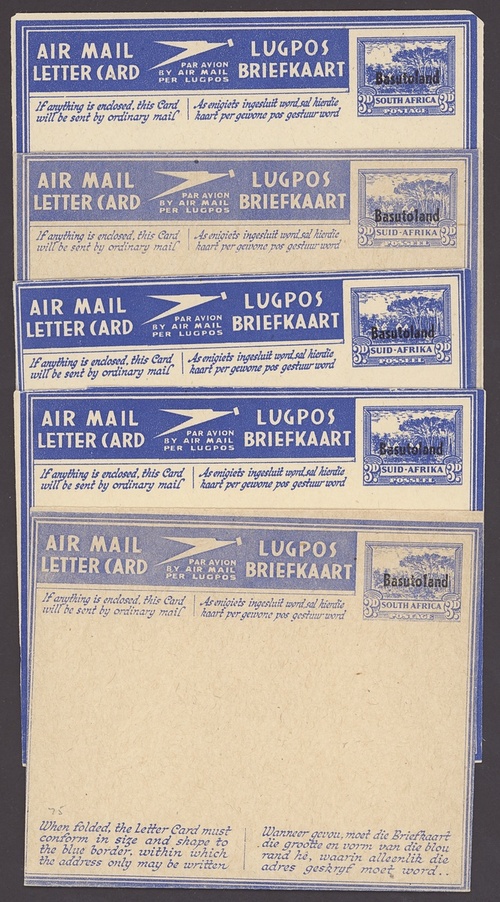 AIR MAIL
LETTER CARD
PAR AVION
BY AIR MAIL
PER LUGPOS
LUGPOS
BRIEFKAART
Basutoland
3D SOUTH AFRICA 3D
POSTAGE
If anything is enclosed, this Card
will be sent by ordinary mail
As enigiets ingesluit word, sal hierdie
kaart per gewone pos gestuur word
AIR MAIL
LETTER CARD
PAR AVION
BY AIR MAIL
PER LUGPOS
LUGPOS
BRIEFKAART
Basutoland
3D SUID-AFRIKA 3D
POSSEËL
If anything is enclosed, this Card
will be sent by ordinary mail
As enigiets ingesluit word, sal hierdie
kaart per gewone pos gestuur word
AIR MAIL
LETTER CARD
PAR AVION
BY AIR MAIL
PER LUGPOS
LUGPOS
BRIEFKAART
Basutoland
3D SUID-AFRIKA 3D
POSSEËL
If anything is enclosed, this Card
will be sent by ordinary mail
As enigiets ingesluit word, sal hierdie
kaart per gewone pos gestuur word
AIR MAIL
LETTER CARD
PAR AVION
BY AIR MAIL
PER LUGPOS
LUGPOS
BRIEFKAART
Basutoland
3D SUID-AFRIKA 3D
POSSEËL
If anything is enclosed, this Card
will be sent by ordinary mail
As enigiets ingesluit word, sal hierdie
kaart per gewone pos gestuur word
AIR MAIL
LETTER CARD
PAR AVION
BY AIR MAIL
PER LUGPOS
LUGPOS
BRIEFKAART
Basutoland
3D SOUTH AFRICA 3D
POSTAGE
If anything is enclosed, this Card
will be sent by ordinary mail
As enigiets ingesluit word, sal hierdie
kaart per gewone pos gestuur word
75
When folded, the Letter Card must
conform in size and shape to
the blue border, within which
the address only may be written
Wanneer gevou, moet die Briefkaart
die grootte en vorm van die blou
rand hê, waarin alleenlik die
adres geskryf moet word..